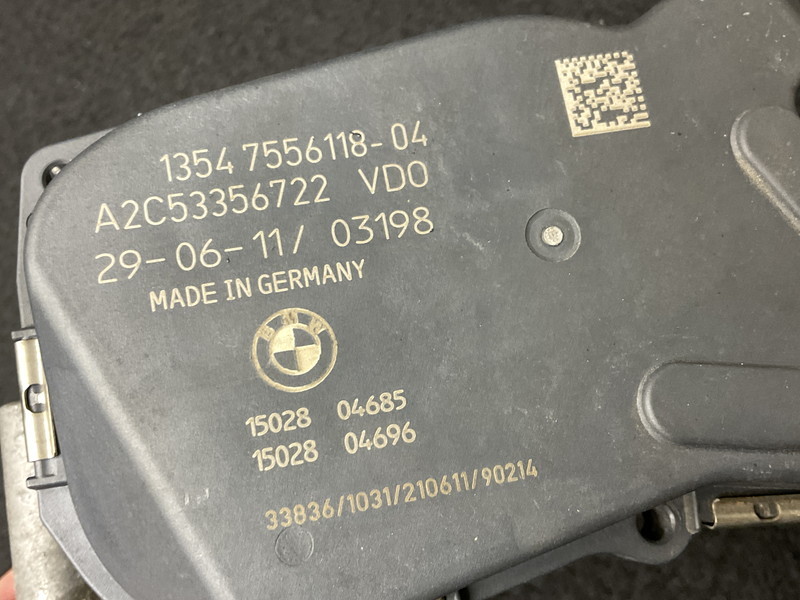 1354 7556118-04
A2C53356722 VDO
29-06-11/ 03198
MADE IN GERMANY
BMW
15028 04685
15028 04696
33836/1031/210611/90214